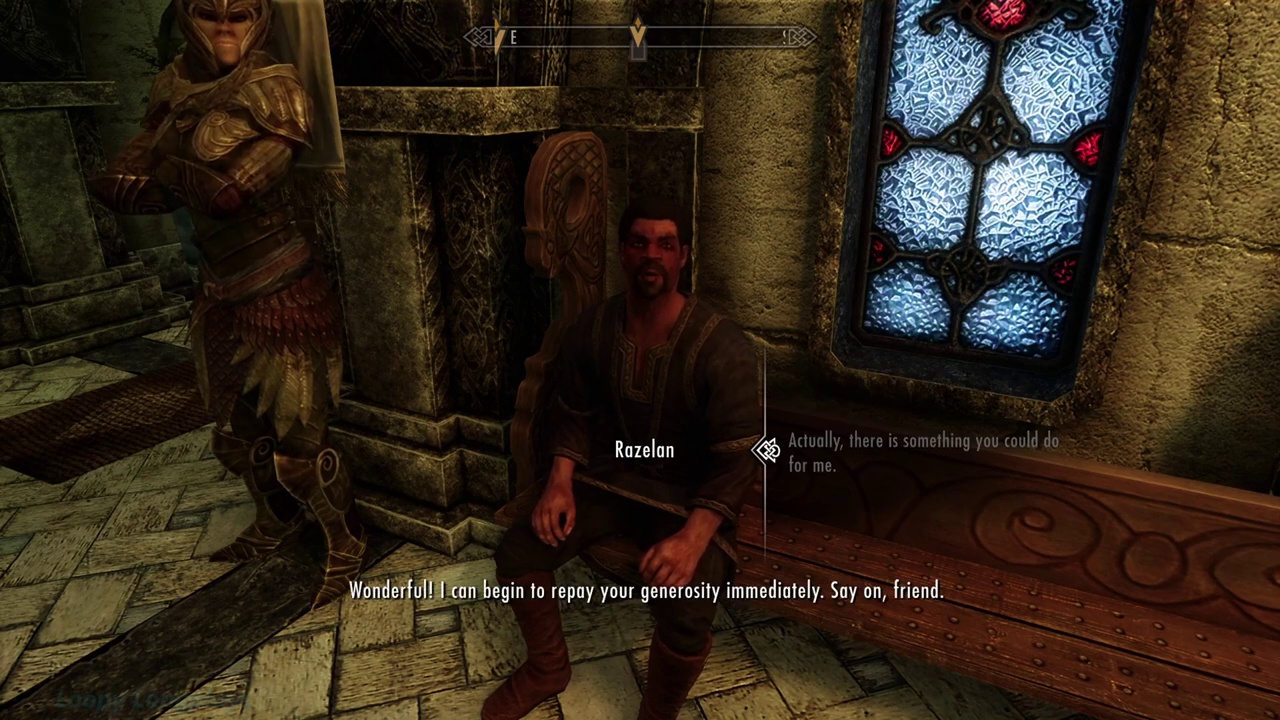 E
S
Razelan
Actually, there is something you could do
for me.
Wonderful! I can begin to repay your generosity immediately. Say on, friend.